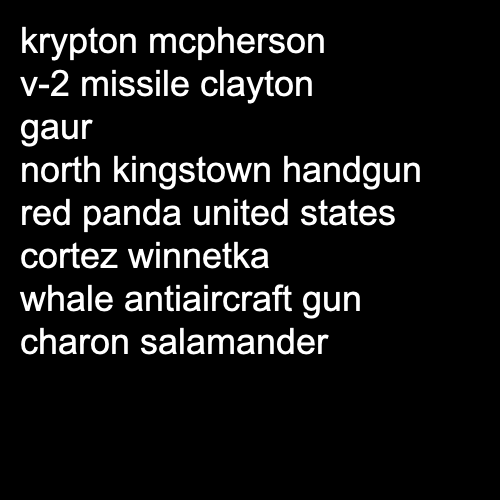 krypton mcpherson
v-2 missile clayton
gaur
north kingstown handgun
red panda united states
cortez winnetka
whale antiaircraft gun
charon salamander